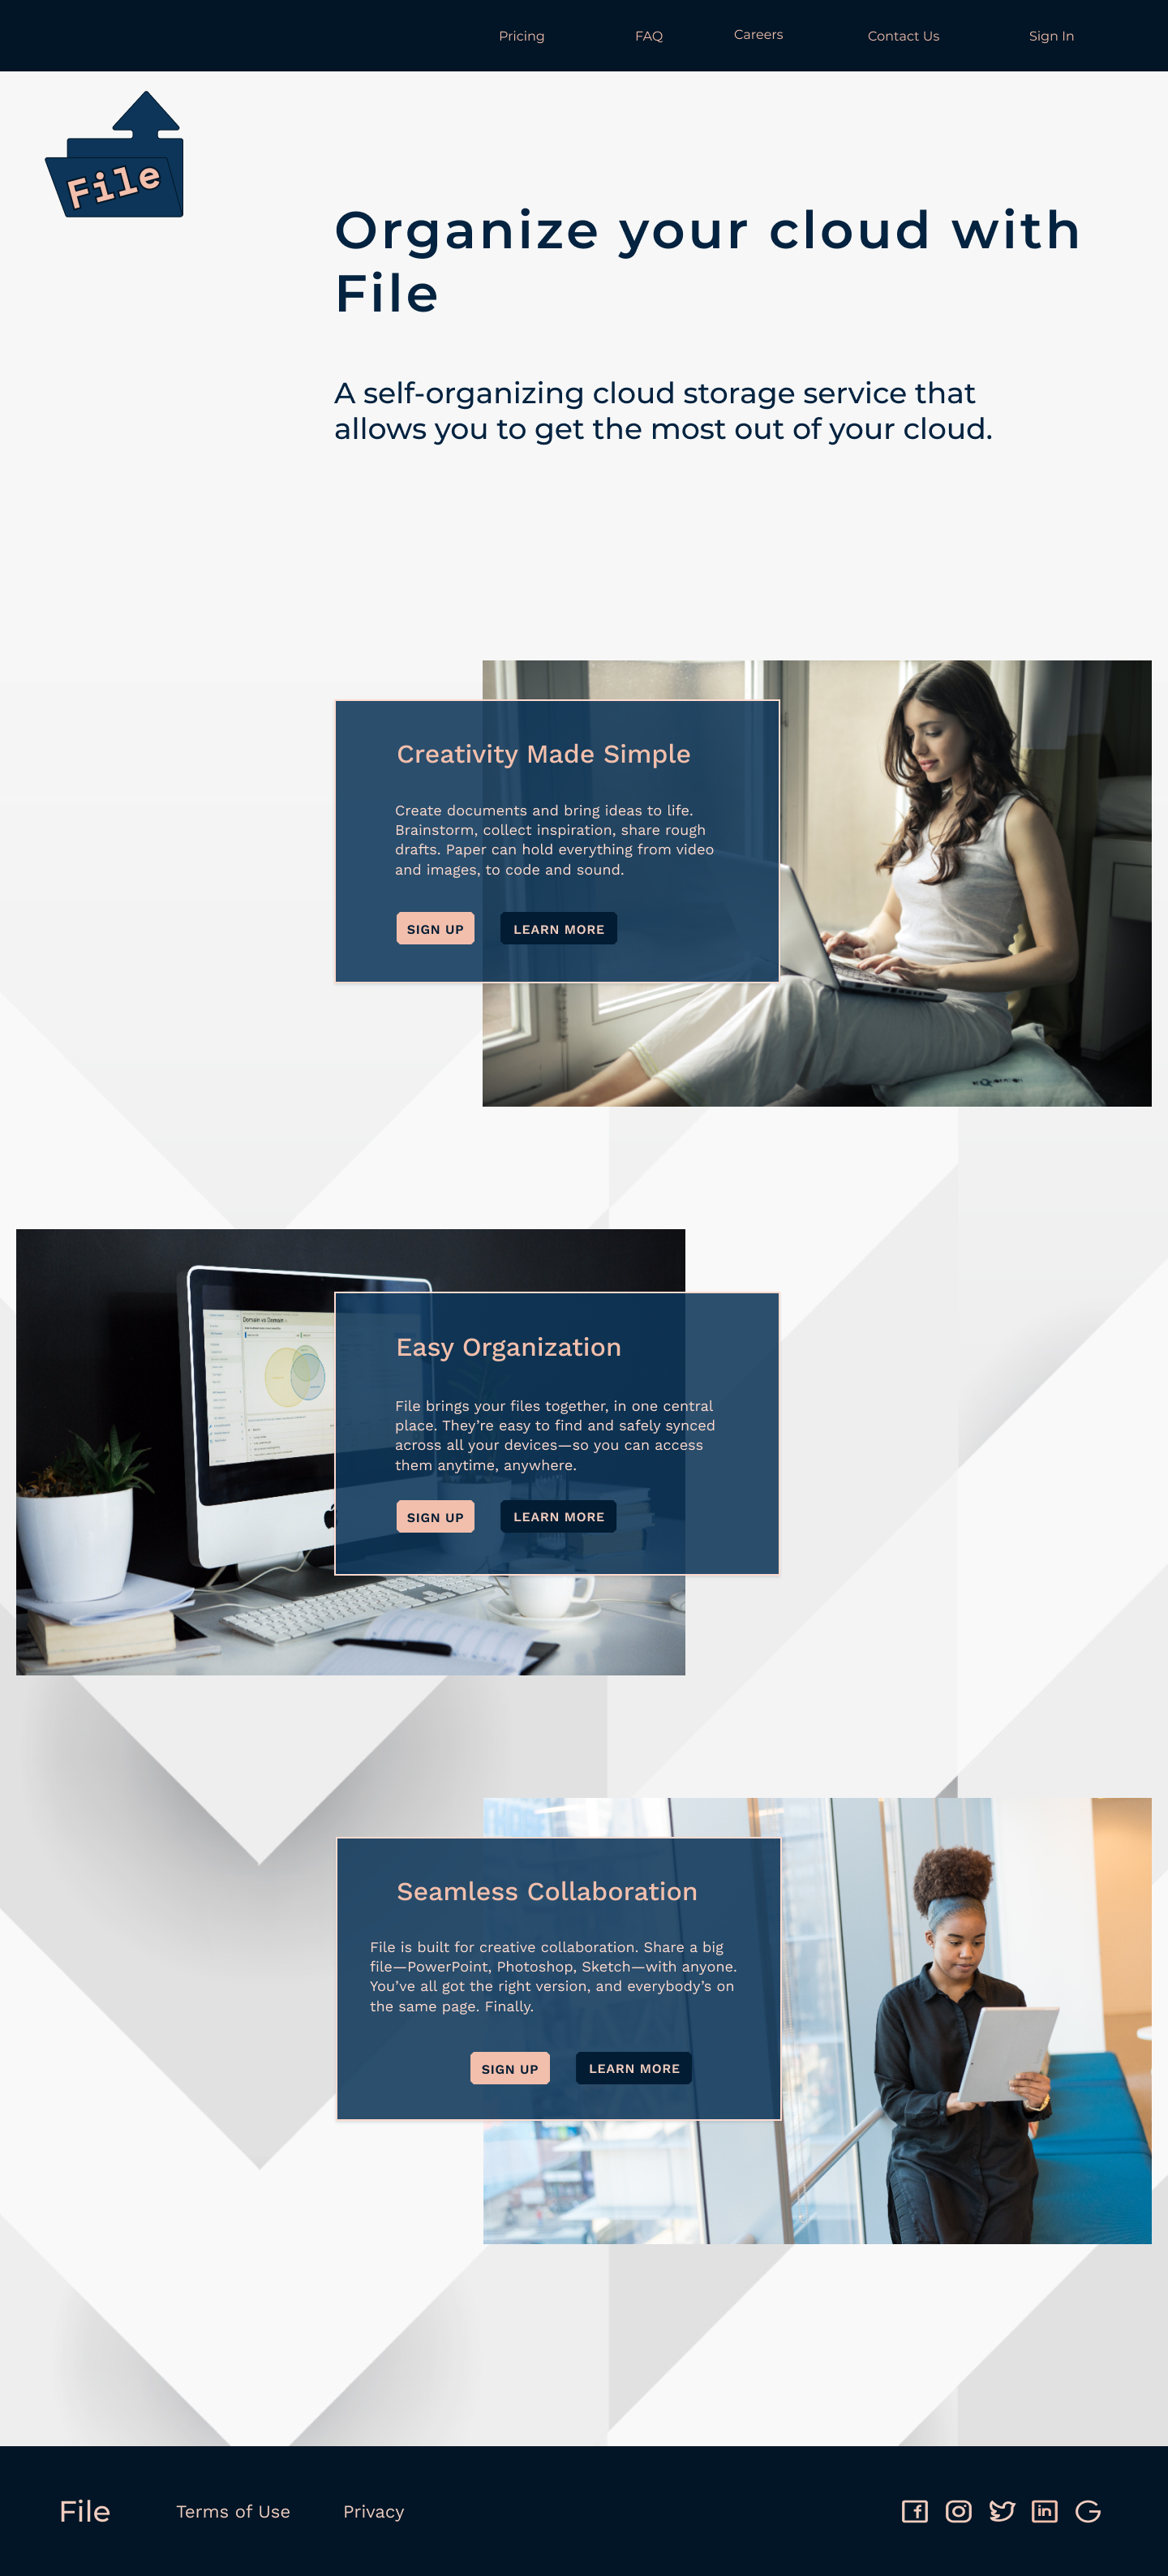 Pricing FAQ Careers Contact Us Sign In
File
Organize your cloud with
File
A self-organizing cloud storage service that
allows you to get the most out of your cloud.
Creativity Made Simple
Create documents and bring ideas to life.
Brainstorm, collect inspiration, share rough
drafts. Paper can hold everything from video
and images, to code and sound.
SIGN UP LEARN MORE
Domain vs Domain
Easy Organization
File brings your files together, in one central
place. They’re easy to find and safely synced
across all your devices—so you can access
them anytime, anywhere.
SIGN UP LEARN MORE
Seamless Collaboration
File is built for creative collaboration. Share a big
file—PowerPoint, Photoshop, Sketch—with anyone.
You’ve all got the right version, and everybody’s on
the same page. Finally.
SIGN UP LEARN MORE
File Terms of Use Privacy